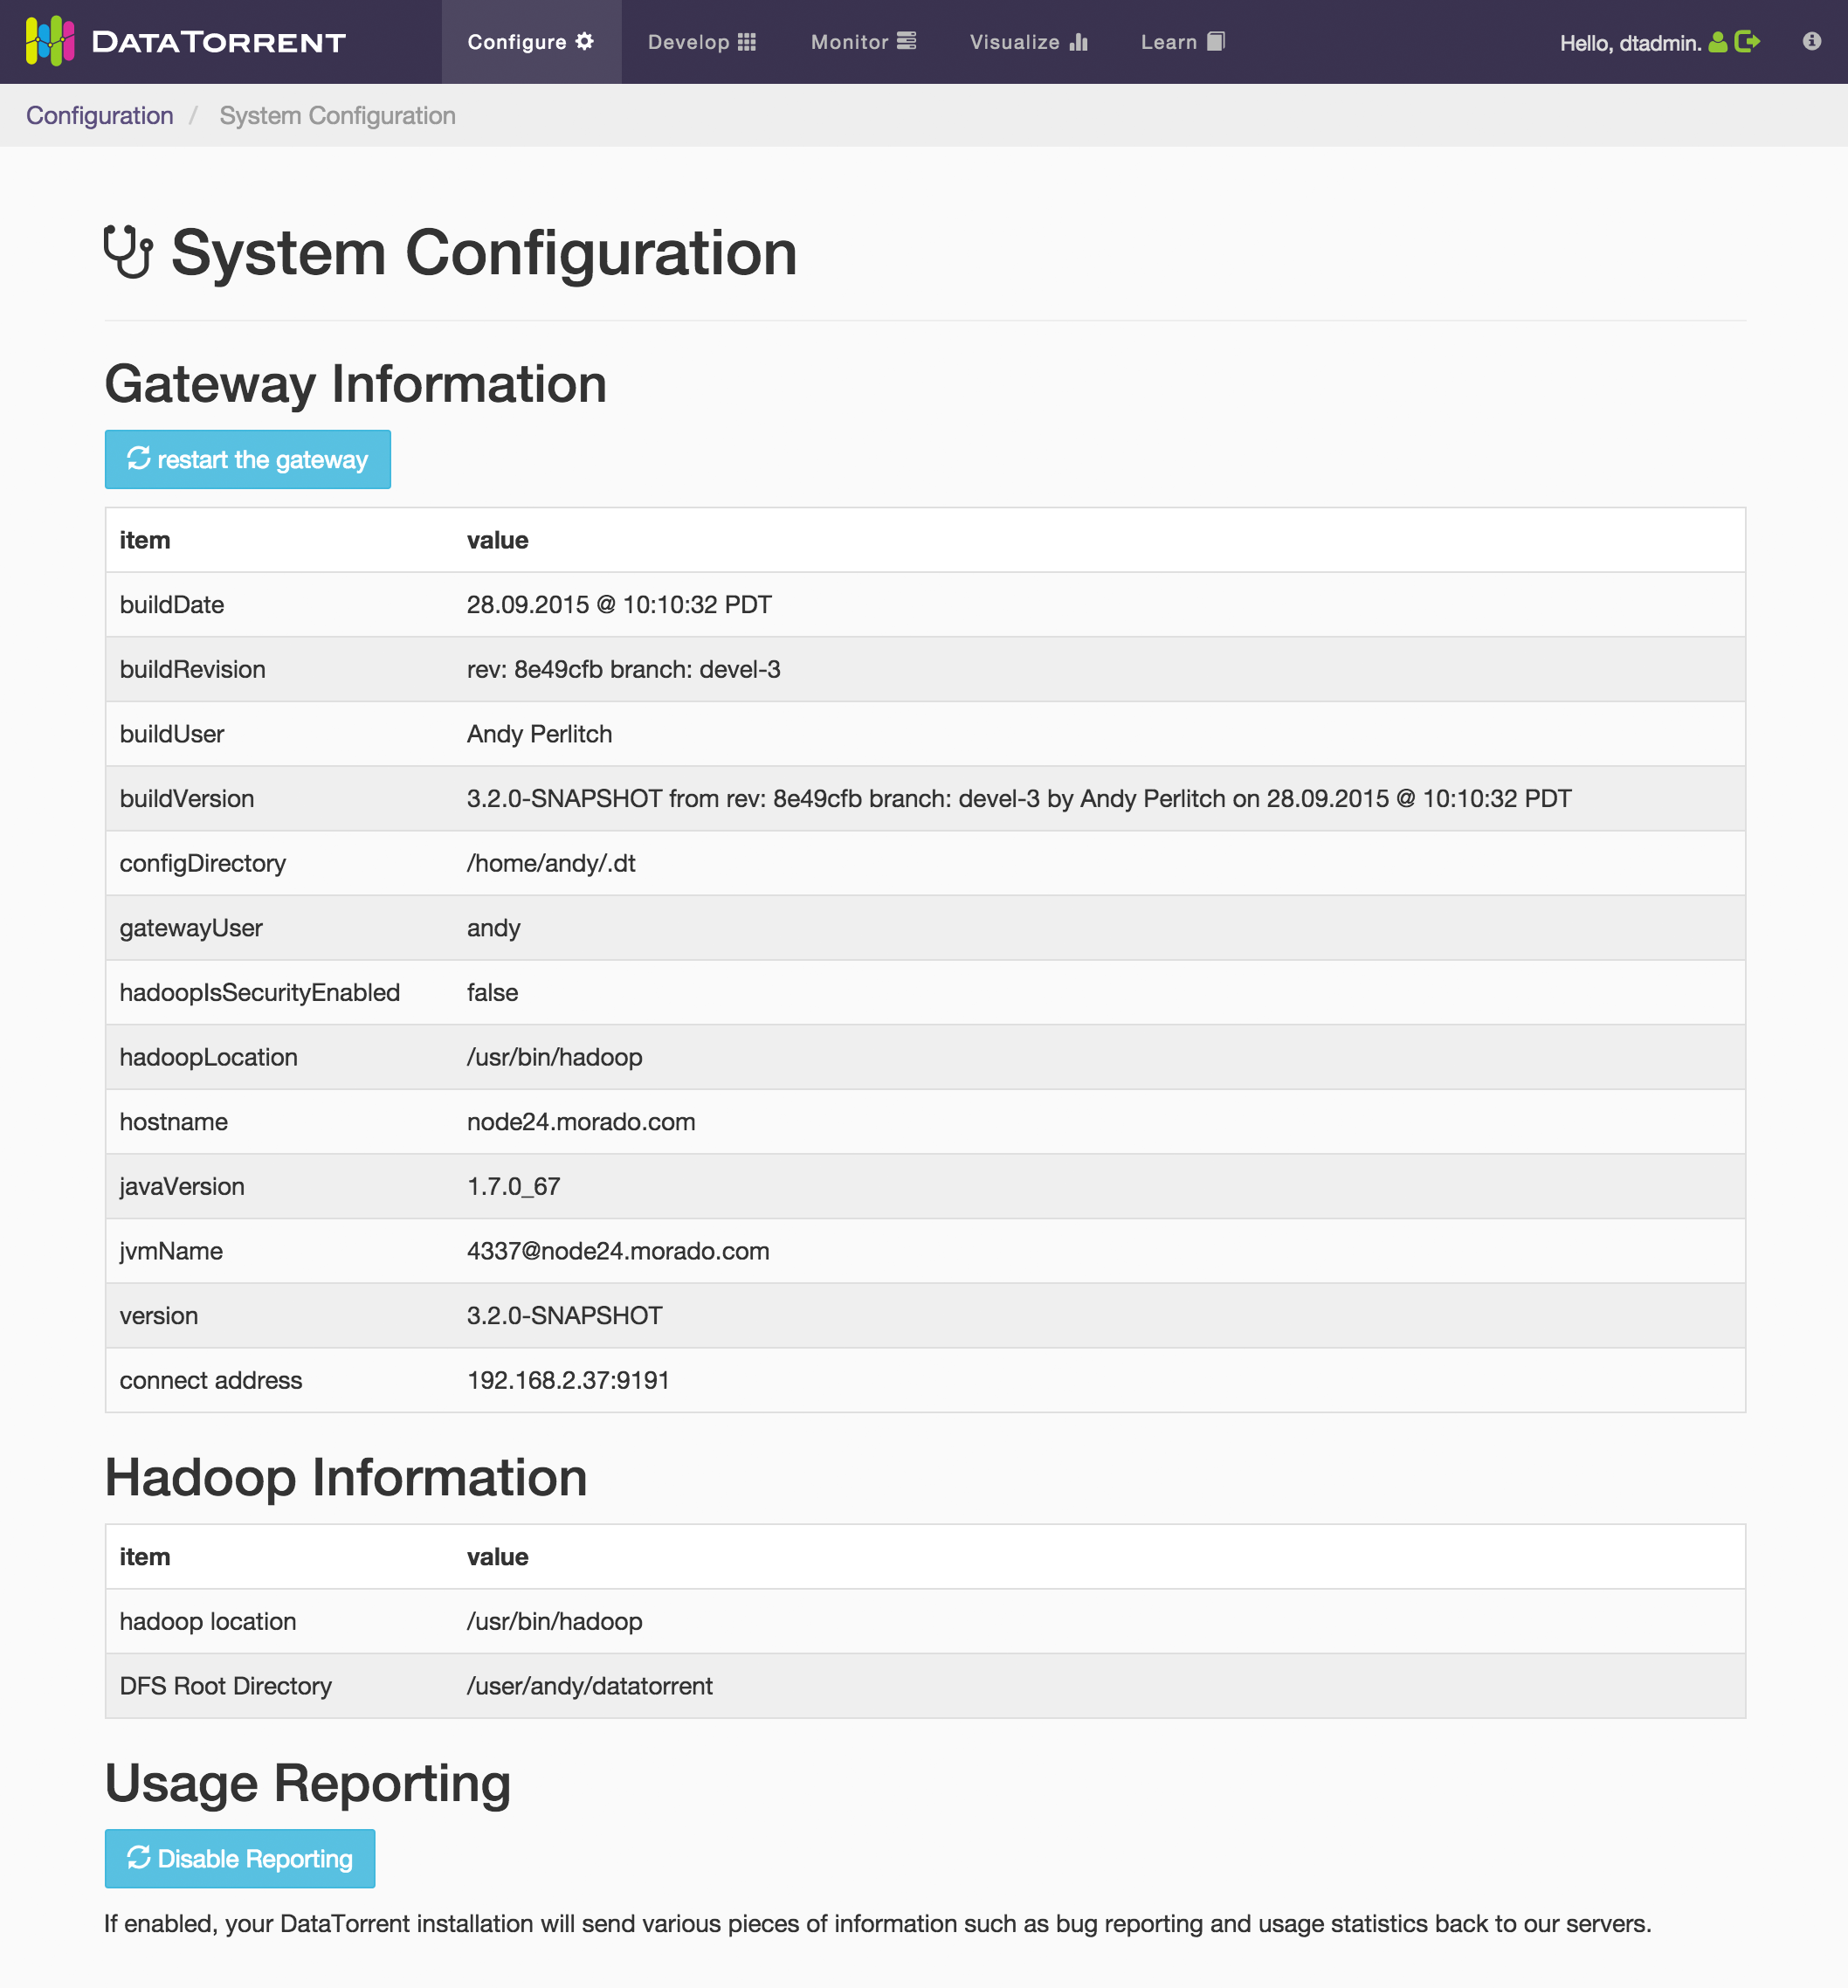 DATATORRENT Configure Develop Monitor Visualize Learn Hello, dtadmin.
Configuration / System Configuration
System Configuration
Gateway Information
restart the gateway
item value
buildDate 28.09.2015 @ 10:10:32 PDT
buildRevision rev: 8e49cfb branch: devel-3
buildUser Andy Perlitch
buildVersion 3.2.0-SNAPSHOT from rev: 8e49cfb branch: devel-3 by Andy Perlitch on 28.09.2015 @ 10:10:32 PDT
configDirectory /home/andy/.dt
gatewayUser andy
hadoopIsSecurityEnabled false
hadoopLocation /usr/bin/hadoop
hostname node24.morado.com
javaVersion 1.7.0_67
jvmName 4337@node24.morado.com
version 3.2.0-SNAPSHOT
connect address 192.168.2.37:9191
Hadoop Information
item value
hadoop location /usr/bin/hadoop
DFS Root Directory /user/andy/datatorrent
Usage Reporting
Disable Reporting
If enabled, your DataTorrent installation will send various pieces of information such as bug reporting and usage statistics back to our servers.